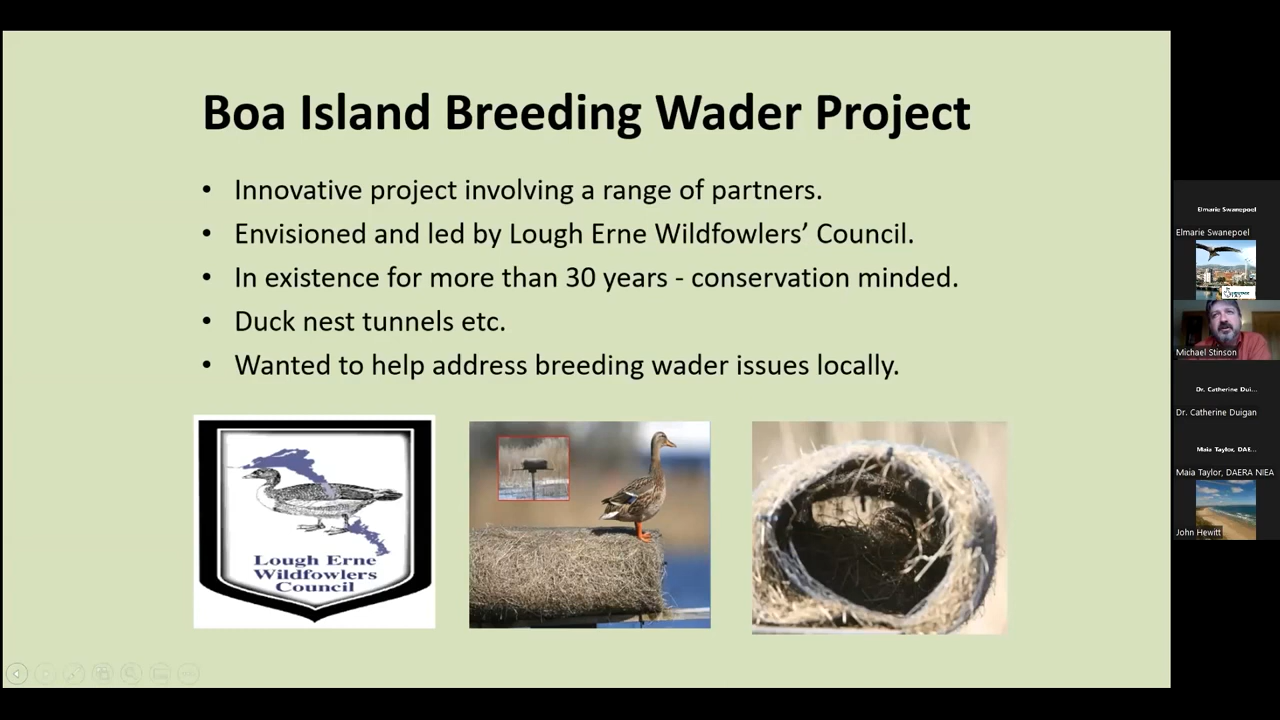 Boa Island Breeding Wader Project
• Innovative project involving a range of partners.
• Envisioned and led by Lough Erne Wildfowlers’ Council.
• In existence for more than 30 years - conservation minded.
• Duck nest tunnels etc.
• Wanted to help address breeding wader issues locally.
Lough Erne
Wildfowlers
Council
Elmarie Swanepoel
Elmarie Swanepoel
Michael Stinson
Dr. Catherine Dui...
Dr. Catherine Duigan
Maia Taylor, DAE...
Maia Taylor, DAERA NIEA
John Hewitt